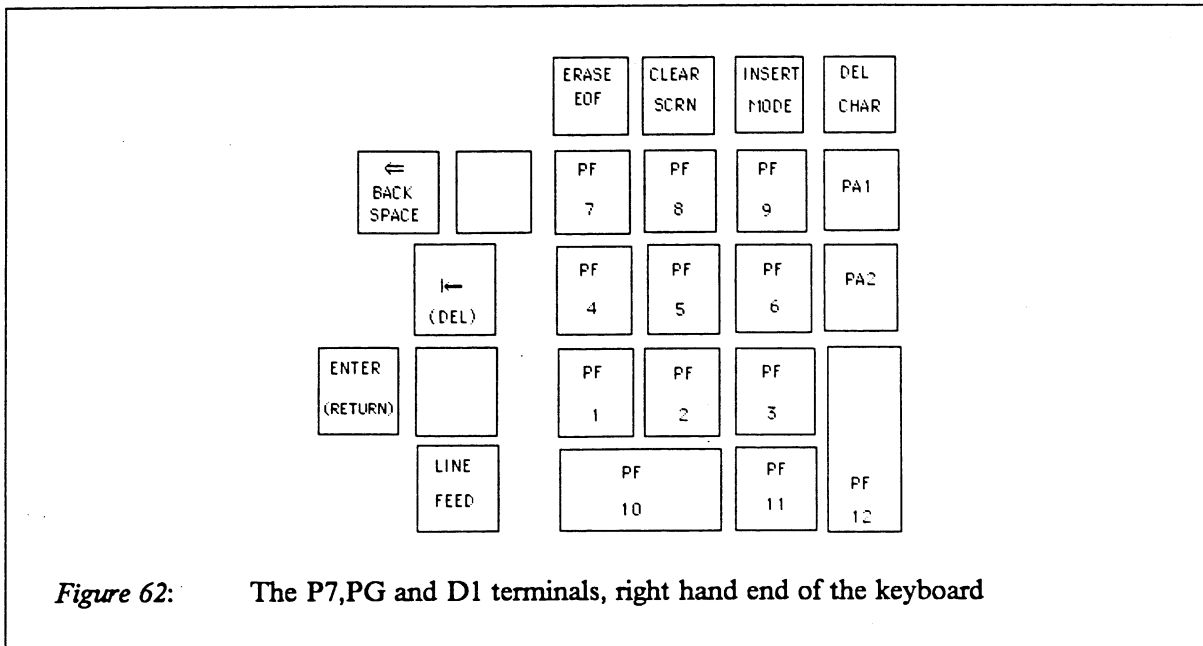 ERASE EOF
CLEAR SCRN
INSERT MODE
DEL CHAR
⇐ BACK SPACE
PF 7
PF 8
PF 9
PA1
|← (DEL)
PF 4
PF 5
PF 6
PA2
ENTER (RETURN)
PF 1
PF 2
PF 3
LINE FEED
PF 10
PF 11
PF 12
Figure 62: The P7,PG and D1 terminals, right hand end of the keyboard